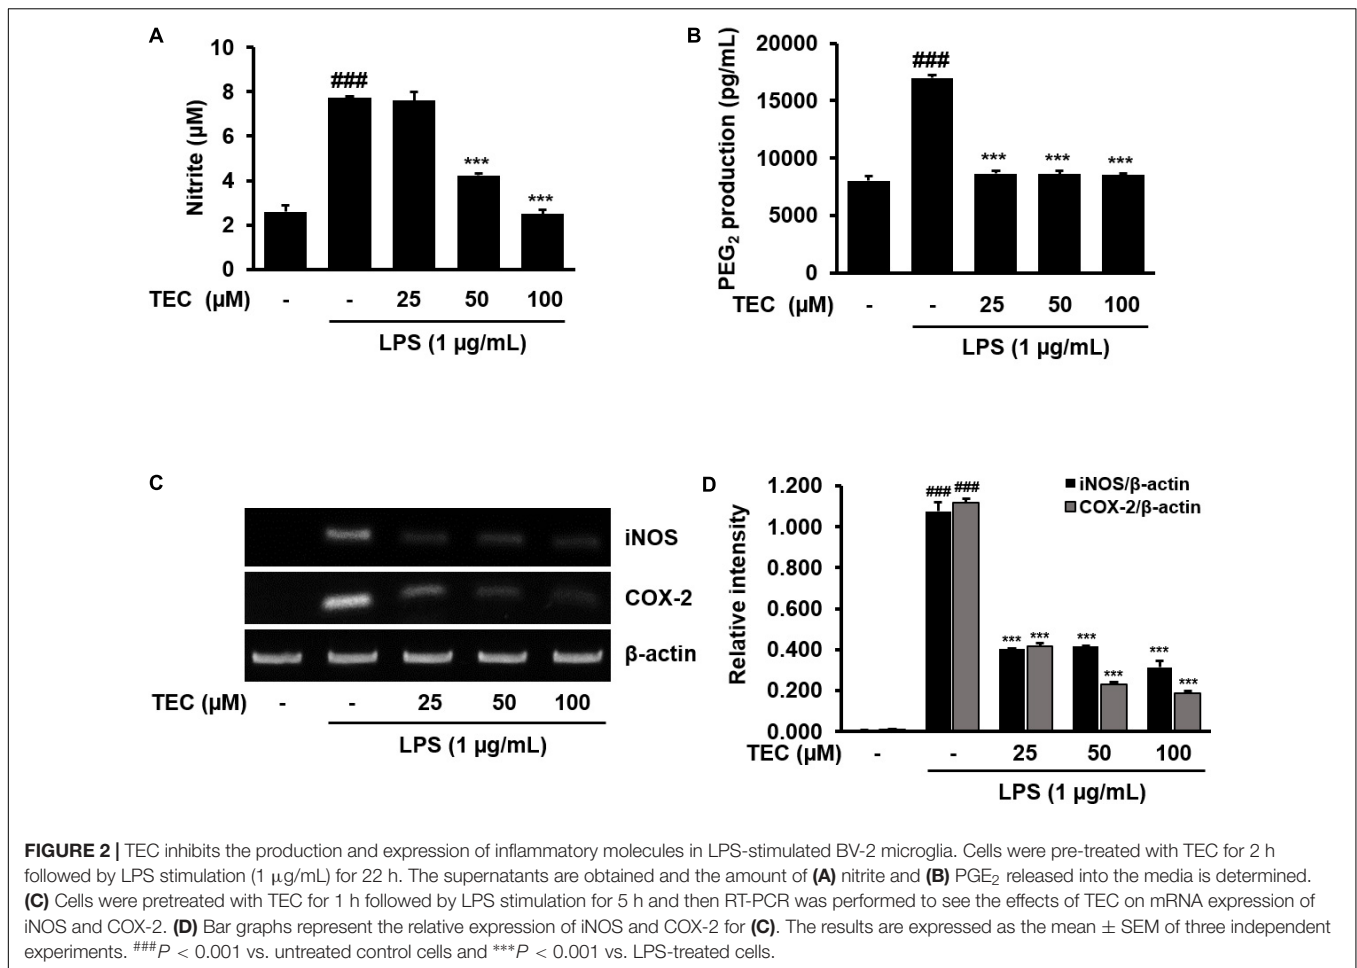 A
10
8
6
4
2
0
Nitrite (µM)
###
***
***
TEC (µM) - - 25 50 100
LPS (1 µg/mL)
B
20000
15000
10000
5000
0
PEG2 production (pg/mL)
###
*** *** ***
TEC (µM) - - 25 50 100
LPS (1 µg/mL)
C
iNOS
COX-2
β-actin
TEC (µM) - - 25 50 100
LPS (1 µg/mL)
D
1.200
1.000
0.800
0.600
0.400
0.200
0.000
Relative intensity
iNOS/β-actin
COX-2/β-actin
### ###
*** *** *** *** *** ***
TEC (µM) - - 25 50 100
LPS (1 µg/mL)
FIGURE 2 | TEC inhibits the production and expression of inflammatory molecules in LPS-stimulated BV-2 microglia. Cells were pre-treated with TEC for 2 h
followed by LPS stimulation (1 µg/mL) for 22 h. The supernatants are obtained and the amount of (A) nitrite and (B) PGE2 released into the media is determined.
(C) Cells were pretreated with TEC for 1 h followed by LPS stimulation for 5 h and then RT-PCR was performed to see the effects of TEC on mRNA expression of
iNOS and COX-2. (D) Bar graphs represent the relative expression of iNOS and COX-2 for (C). The results are expressed as the mean ± SEM of three independent
experiments. ###P < 0.001 vs. untreated control cells and ***P < 0.001 vs. LPS-treated cells.